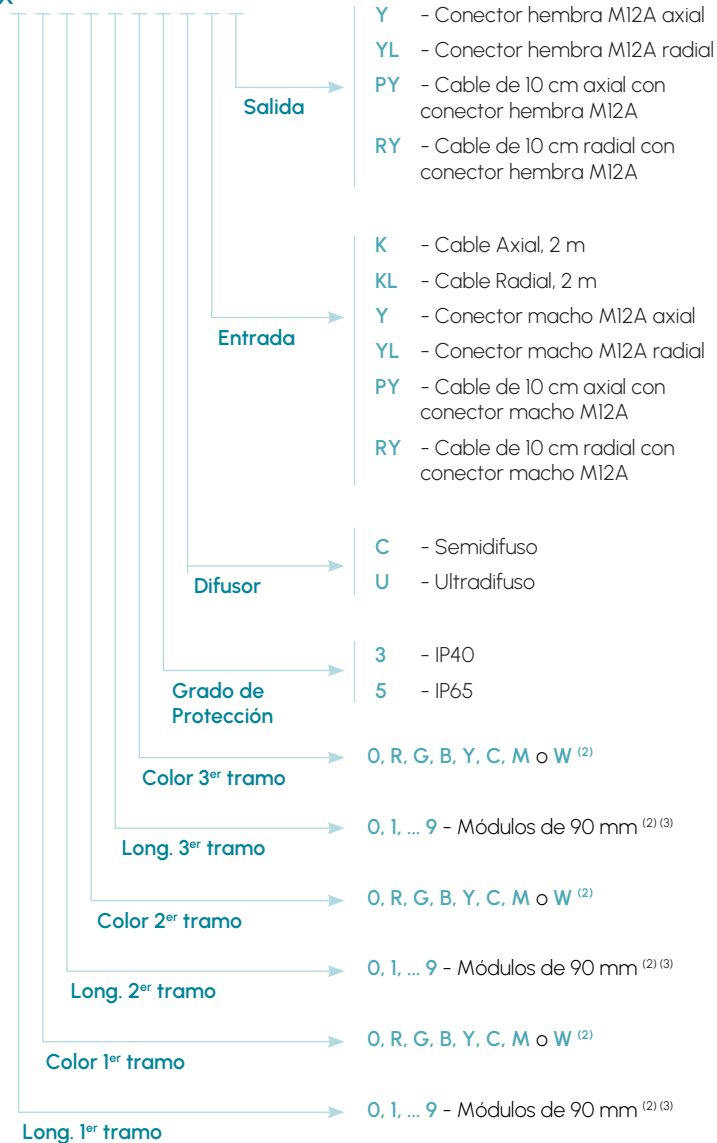 X
Y - Conector hembra M12A axial
YL - Conector hembra M12A radial
PY - Cable de 10 cm axial con
conector hembra M12A
RY - Cable de 10 cm radial con
conector hembra M12A
Salida
K - Cable Axial, 2 m
KL - Cable Radial, 2 m
Y - Conector macho M12A axial
YL - Conector macho M12A radial
PY - Cable de 10 cm axial con
conector macho M12A
RY - Cable de 10 cm radial con
conector macho M12A
Entrada
C - Semidifuso
U - Ultradifuso
Difusor
3 - IP40
5 - IP65
Grado de
Protección
0, R, G, B, Y, C, M o W (2)
Color 3er tramo
0, 1, ... 9 - Módulos de 90 mm (2) (3)
Long. 3er tramo
0, R, G, B, Y, C, M o W (2)
Color 2er tramo
0, 1, ... 9 - Módulos de 90 mm (2) (3)
Long. 2er tramo
0, R, G, B, Y, C, M o W (2)
Color 1er tramo
0, 1, ... 9 - Módulos de 90 mm (2) (3)
Long. 1er tramo